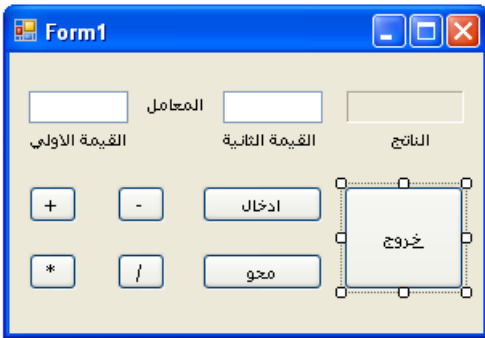 Form1
المعامل
القيمة الاولي القيمة الثانية الناتج
+ - ادخال خروج
* / محو